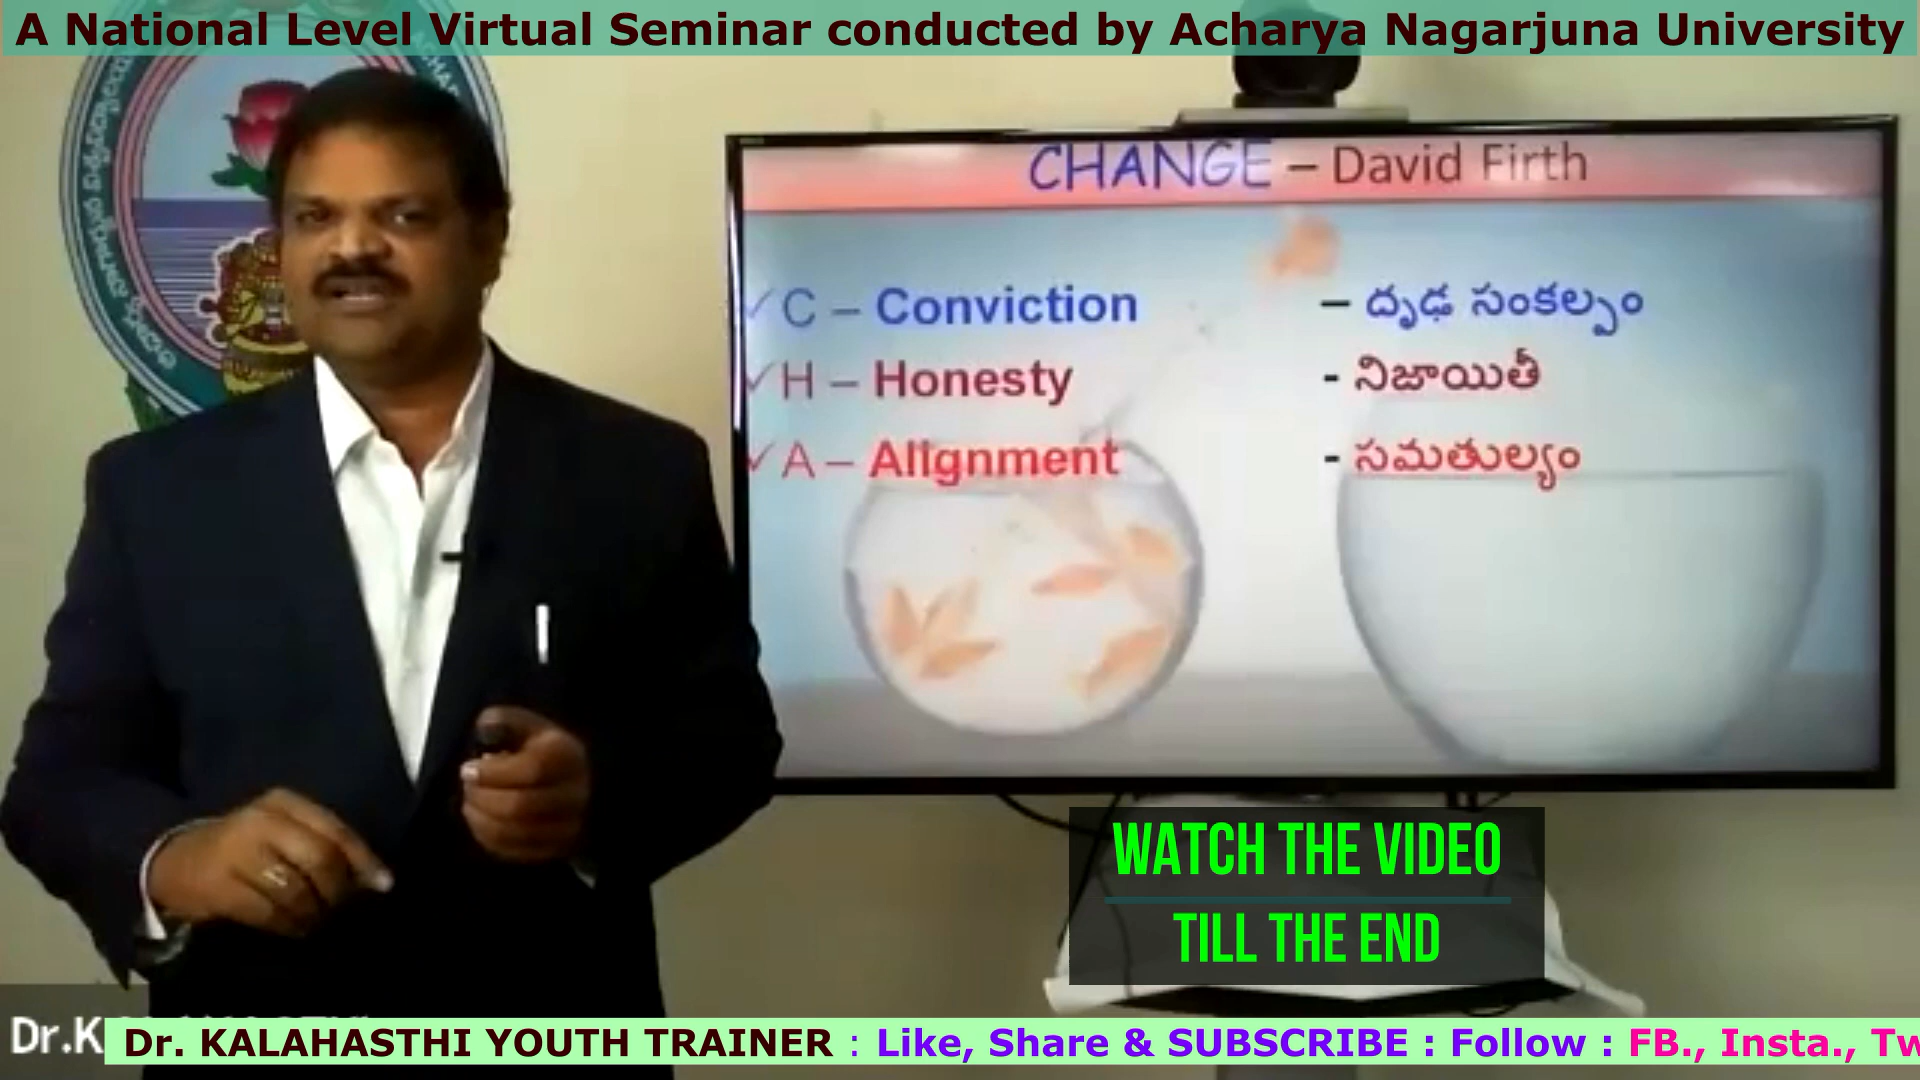 A National Level Virtual Seminar conducted by Acharya Nagarjuna University
CHANGE – David Firth
✓ C – Conviction – దృఢ సంకల్పం
✓ H – Honesty - నిజాయితీ
✓ A – Alignment - సమతుల్యం
WATCH THE VIDEO
TILL THE END
Dr.K
Dr. KALAHASTHI YOUTH TRAINER : Like, Share & SUBSCRIBE : Follow : FB., Insta., Tw